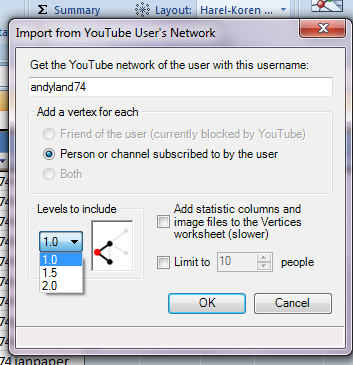 Σ Summary Layout: Harel-Koren
Import from YouTube User's Network
Get the YouTube network of the user with this username:
andyland74
Add a vertex for each
Friend of the user (currently blocked by YouTube)
Person or channel subscribed to by the user
Both
Levels to include
1.0
1.0
1.5
2.0
Add statistic columns and
image files to the Vertices
worksheet (slower)
Limit to 10 people
OK Cancel
74 janpaper